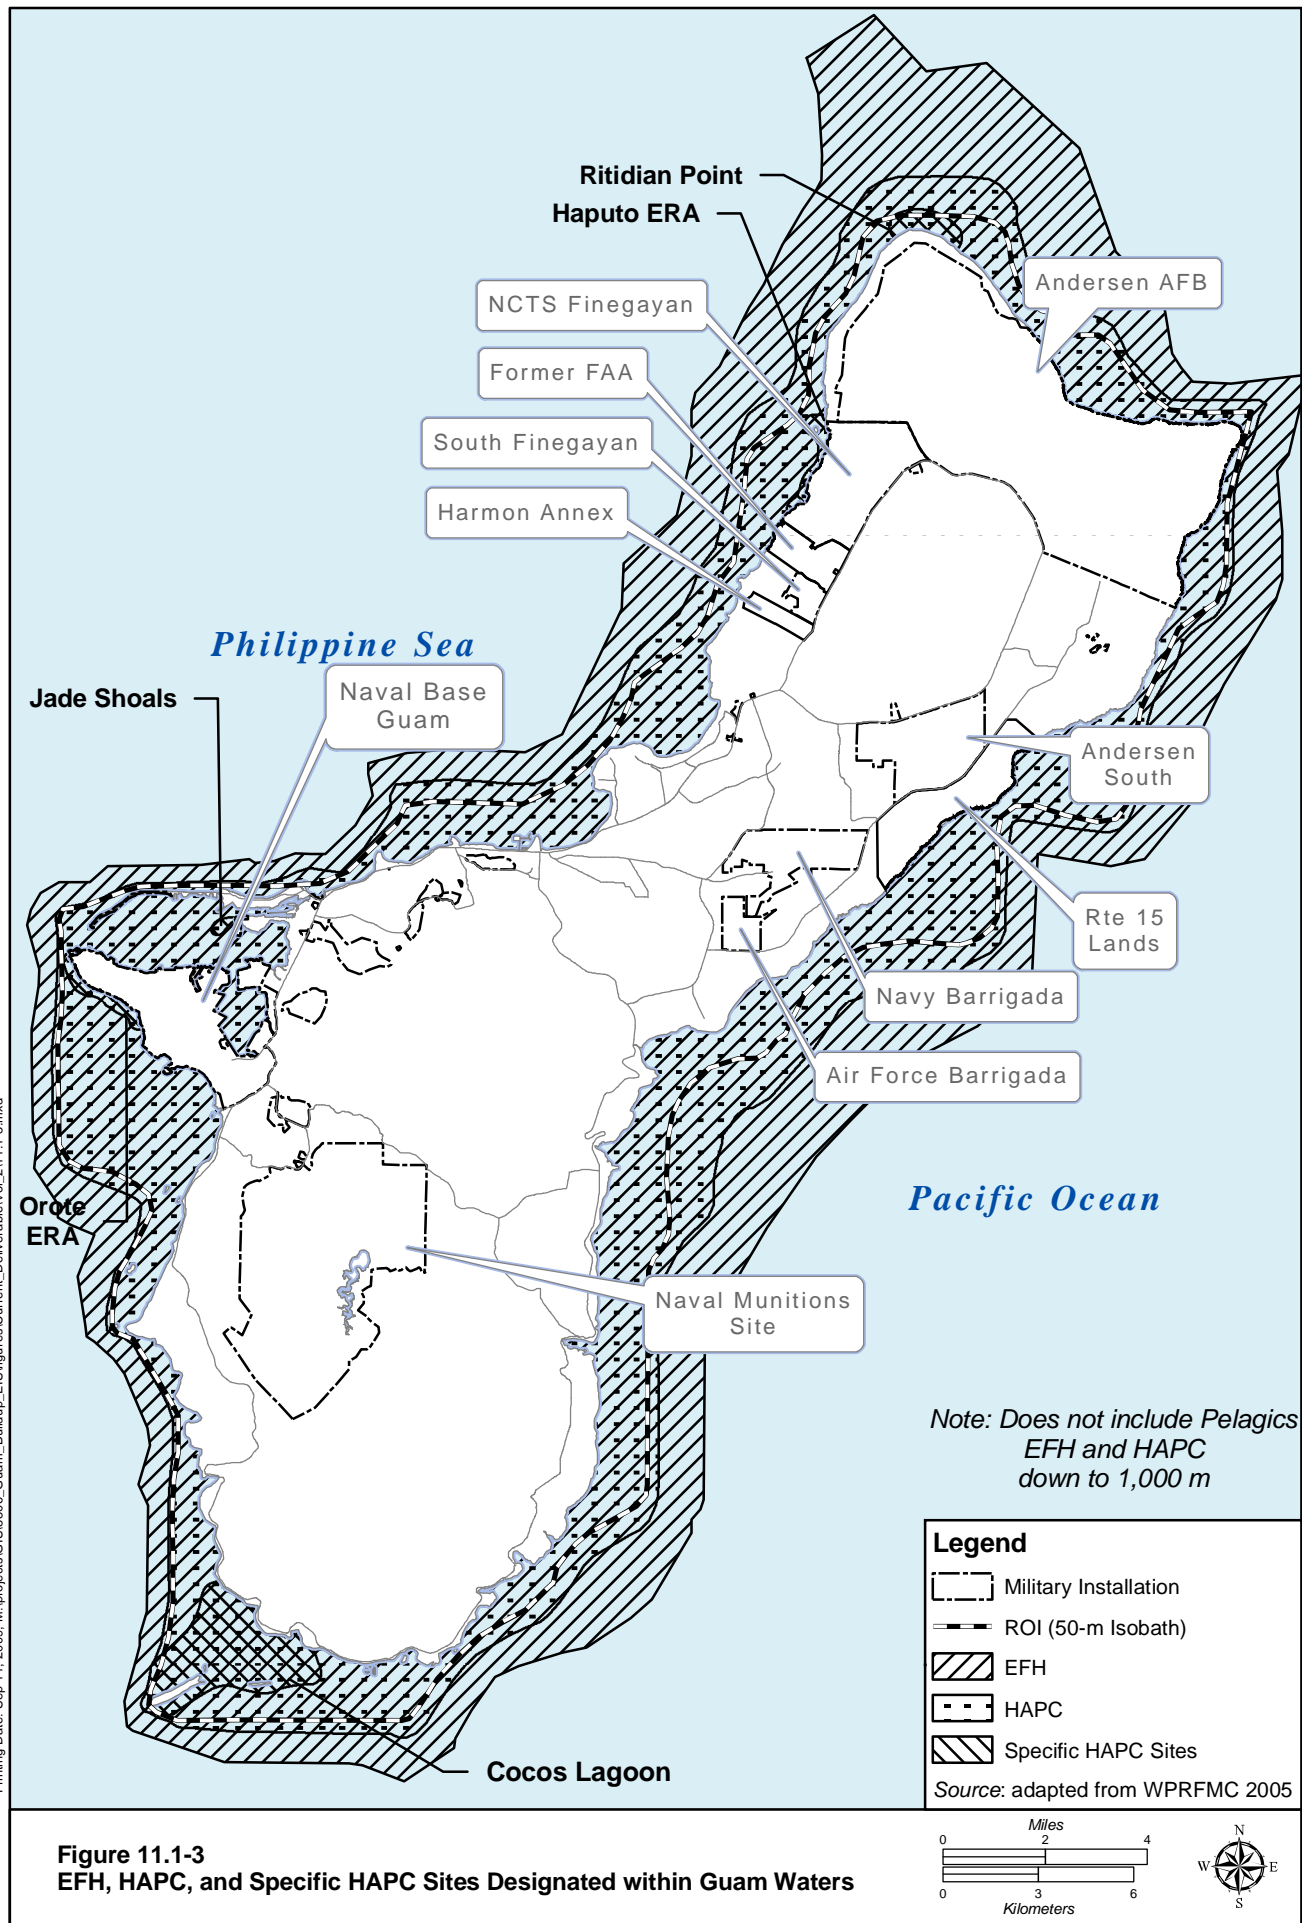 Ritidian Point
Haputo ERA
Andersen AFB
NCTS Finegayan
Former FAA
South Finegayan
Harmon Annex
Philippine Sea
Jade Shoals
Naval Base
Guam
Andersen
South
Rte 15
Lands
Navy Barrigada
Air Force Barrigada
Orote
ERA
Pacific Ocean
Naval Munitions
Site
Note: Does not include Pelagics
EFH and HAPC
down to 1,000 m
Legend
Military Installation
ROI (50-m Isobath)
EFH
HAPC
Specific HAPC Sites
Source: adapted from WPRFMC 2005
Cocos Lagoon
Figure 11.1-3
EFH, HAPC, and Specific HAPC Sites Designated within Guam Waters
Miles
0 2 4
0 3 6
Kilometers
N
W E
S